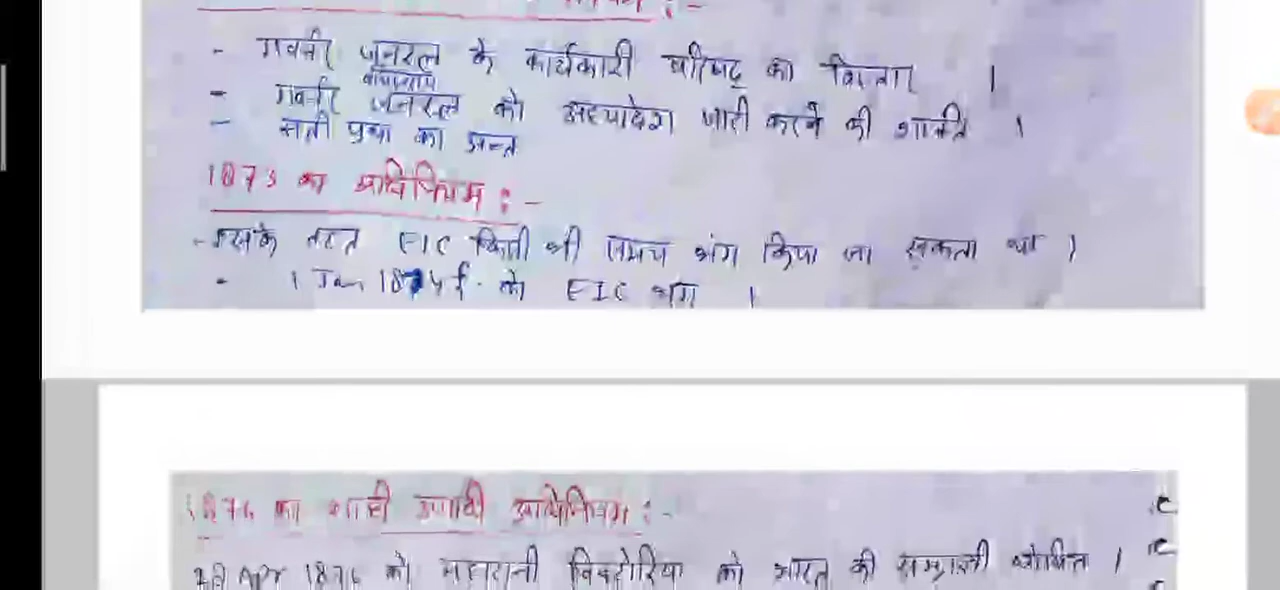 - गवर्नर जनरल के कार्यकारी परिषद का विस्तार ।
वायसराय
- गवर्नर जनरल को अध्यादेश जारी करने की शक्ति ।
- सती प्रथा का अन्त
1873 का अधिनियम :-
- इसके तहत EIC किसी भी समय भंग किया जा सकता था ।
- 1 Jan 1874 ई. को EIC भंग ।
1876 का शाही उपाधी अधिनियम :-
Apr 1876 को महारानी विक्टोरिया को भारत की सम्राज्ञी घोषित ।